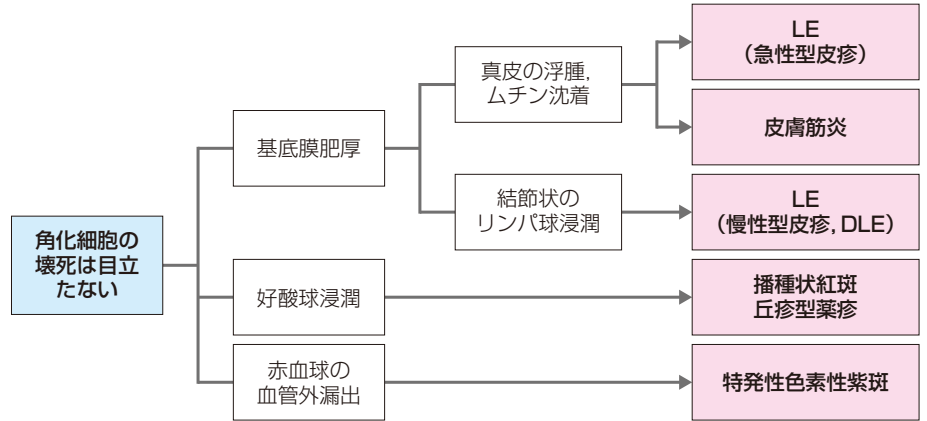 角化細胞の
壊死は目立
たない
基底膜肥厚
真皮の浮腫,
ムチン沈着
LE
（急性型皮疹）
皮膚筋炎
結節状の
リンパ球浸潤
LE
（慢性型皮疹, DLE）
好酸球浸潤
播種状紅斑
丘疹型薬疹
赤血球の
血管外漏出
特発性色素性紫斑